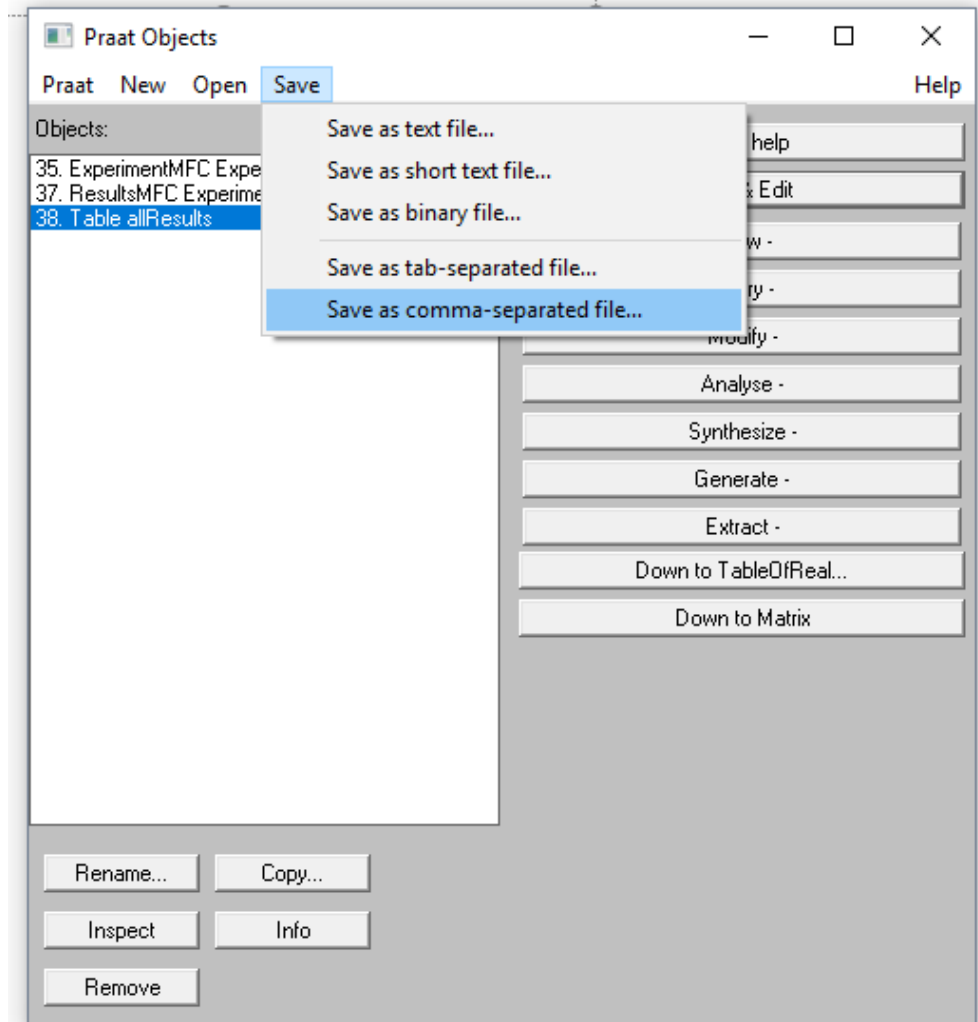 Praat Objects
Praat New Open Save Help
Objects:
35. ExperimentMFC Expe
37. ResultsMFC Experime
38. Table allResults
Save as text file...
Save as short text file...
Save as binary file...
Save as tab-separated file...
Save as comma-separated file...
help
Edit
Modify -
Analyse -
Synthesize -
Generate -
Extract -
Down to TableOfReal...
Down to Matrix
Rename... Copy...
Inspect Info
Remove